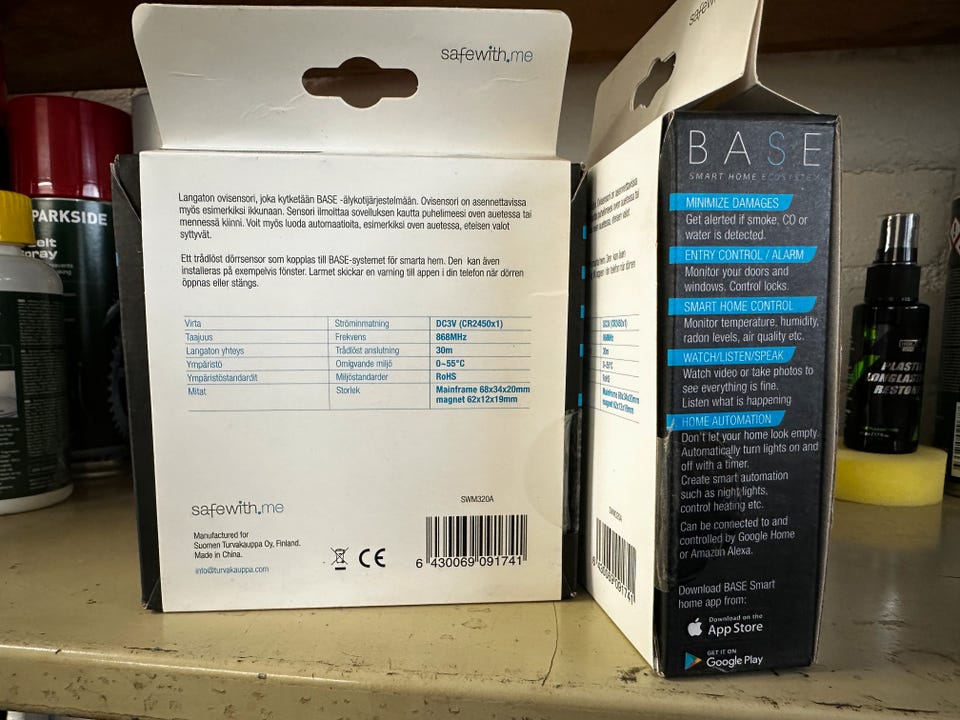 safewith.me
Langaton ovisensori, joka kytketään BASE -älykotijärjestelmään. Ovisensori on asennettavissa
myös esimerkiksi ikkunaan. Sensori ilmoittaa sovelluksen kautta puhelimeesi oven auetessa tai
mennessä kiinni. Voit myös luoda automaatioita, esimerkiksi oven auetessa, eteisen valot
syttyvät.
Ett trådlöst dörrsensor som kopplas till BASE-systemet för smarta hem. Den kan även
installeras på exempelvis fönster. Larmet skickar en varning till appen i din telefon när dörren
öppnas eller stängs.
Virta Ströminmatning DC3V (CR2450x1)
Taajuus Frekvens 868MHz
Langaton yhteys Trådlöst anslutning 30m
Ympäristö Omigvande miljö 0~55°C
Ympäristöstandardit Miljöstandarder RoHS
Mitat Storlek Mainframe 68x34x20mm
magnet 62x12x19mm
safewith.me
SWM320A
Manufactured for
Suomen Turvakauppa Oy, Finland.
Made in China.
info@turvakauppa.com
CE
6 430069 091741
BASE
SMART HOME ECOSYSTEM
MINIMIZE DAMAGES
Get alerted if smoke, CO or
water is detected.
ENTRY CONTROL / ALARM
Monitor your doors and
windows. Control locks.
SMART HOME CONTROL
Monitor temperature, humidity,
radon levels, air quality etc.
WATCH/LISTEN/SPEAK
Watch video or take photos to
see everything is fine.
Listen what is happening
HOME AUTOMATION
Don't let your home look empty.
Automatically turn lights on and
off with a timer.
Create smart automation
such as night lights,
control heating etc.
Can be connected to and
controlled by Google Home
or Amazon Alexa.
Download BASE Smart
home app from:
Download on the
App Store
GET IT ON
Google Play
PARKSIDE